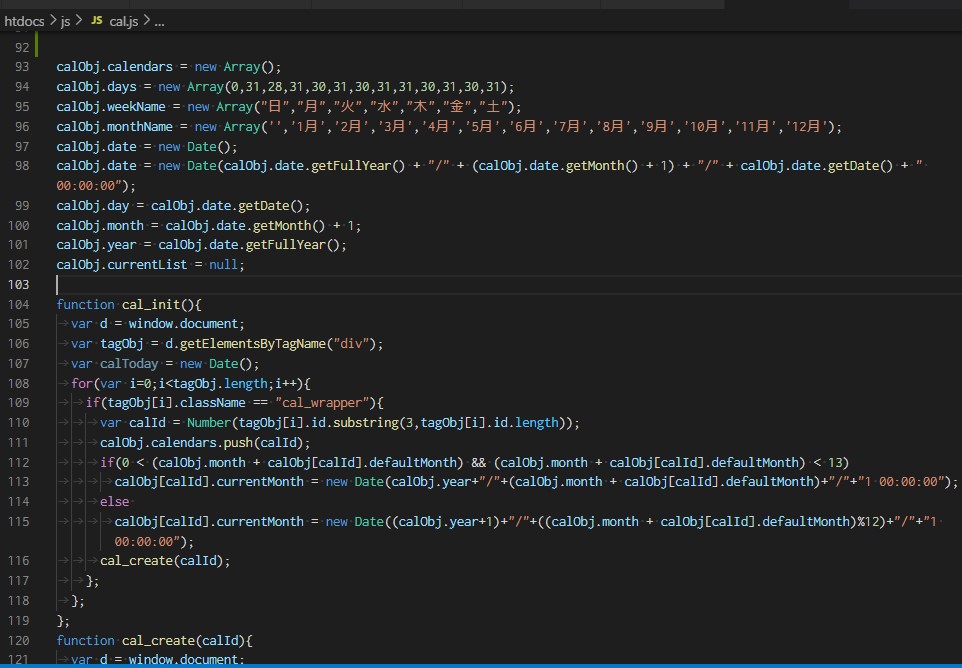 htdocs > js > JS cal.js > ...
92
93 calObj.calendars = new Array();
94 calObj.days = new Array(0,31,28,31,30,31,30,31,31,30,31,30,31);
95 calObj.weekName = new Array("日","月","火","水","木","金","土");
96 calObj.monthName = new Array('','1月','2月','3月','4月','5月','6月','7月','8月','9月','10月','11月','12月');
97 calObj.date = new Date();
98 calObj.date = new Date(calObj.date.getFullYear() + "/" + (calObj.date.getMonth() + 1) + "/" + calObj.date.getDate() + "
00:00:00");
99 calObj.day = calObj.date.getDate();
100 calObj.month = calObj.date.getMonth() + 1;
101 calObj.year = calObj.date.getFullYear();
102 calObj.currentList = null;
103
104 function cal_init(){
105 var d = window.document;
106 var tagObj = d.getElementsByTagName("div");
107 var calToday = new Date();
108 for(var i=0;i<tagObj.length;i++){
109 if(tagObj[i].className == "cal_wrapper"){
110 var calId = Number(tagObj[i].id.substring(3,tagObj[i].id.length));
111 calObj.calendars.push(calId);
112 if(0 < (calObj.month + calObj[calId].defaultMonth) && (calObj.month + calObj[calId].defaultMonth) < 13)
113 calObj[calId].currentMonth = new Date(calObj.year+"/"+(calObj.month + calObj[calId].defaultMonth)+"/"+"1 00:00:00");
114 else
115 calObj[calId].currentMonth = new Date((calObj.year+1)+"/"+((calObj.month + calObj[calId].defaultMonth)%12)+"/"+"1
00:00:00");
116 cal_create(calId);
117 };
118 };
119 };
120 function cal_create(calId){
121 var d = window.document;